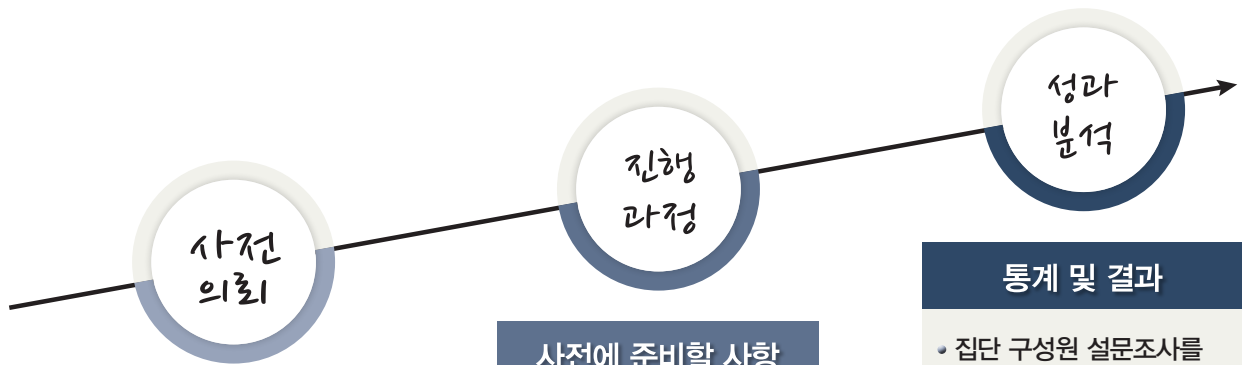 사전
의뢰
진행
과정
성과
분석
사전에 준비할 사항
통계 및 결과
• 집단 구성원 설문조사를